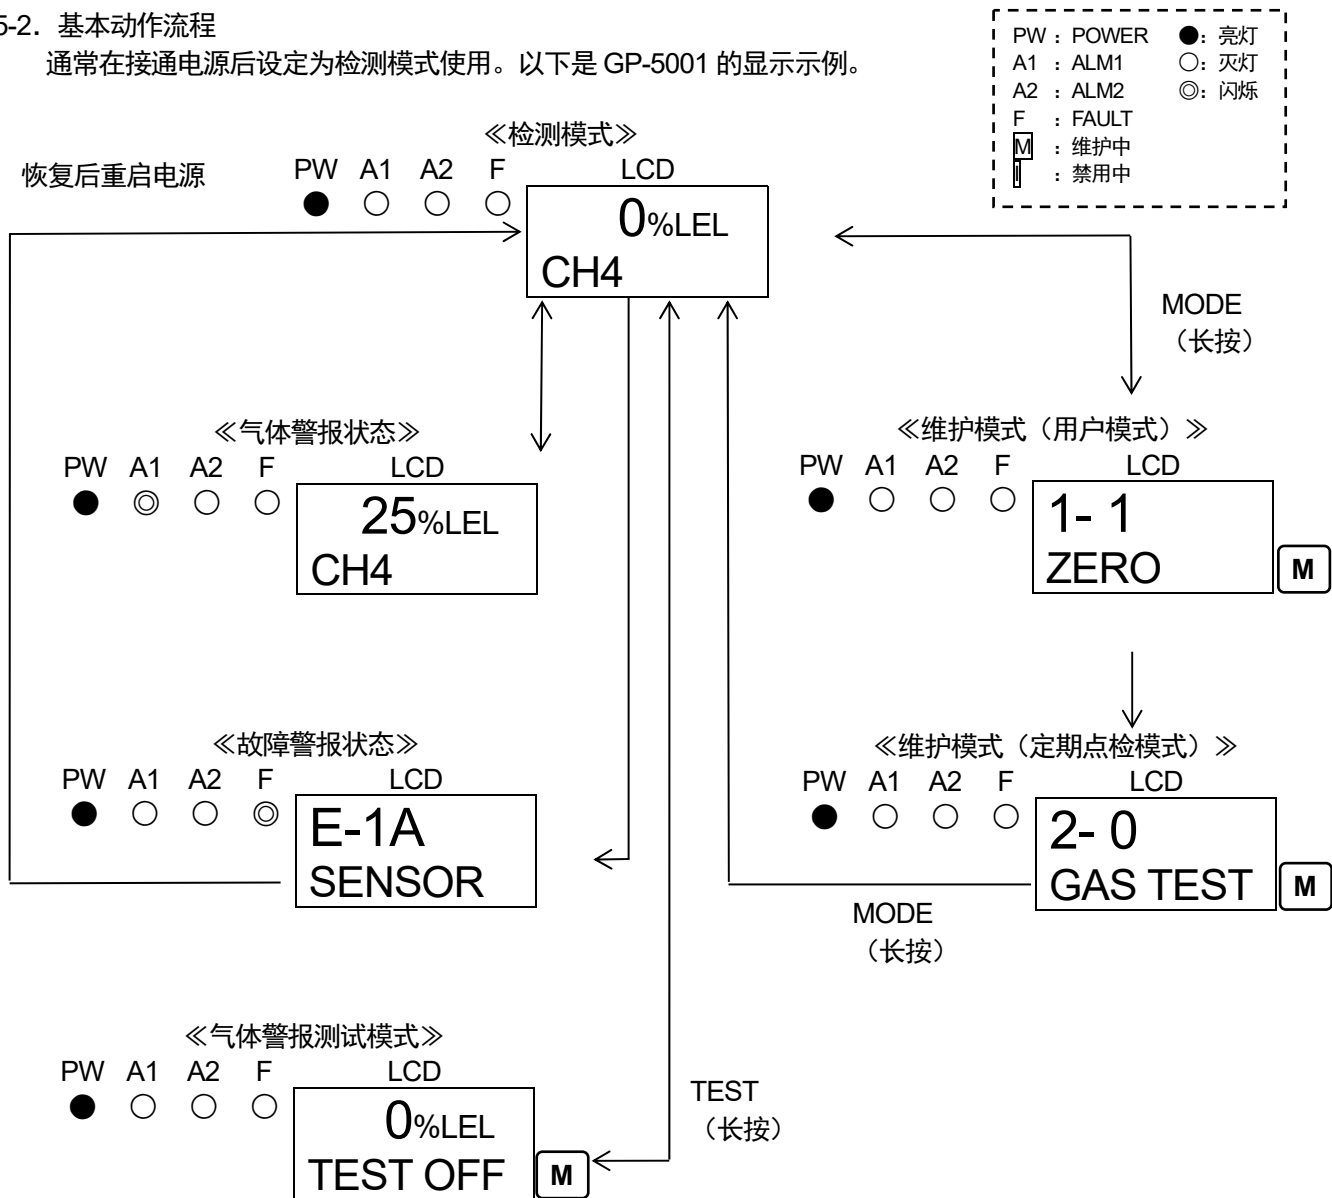 5-2. 基本动作流程
通常在接通电源后设定为检测模式使用。以下是 GP-5001 的显示示例。
PW : POWER ●: 亮灯
A1 : ALM1 ○: 灭灯
A2 : ALM2 ◎: 闪烁
F : FAULT
M : 维护中
I : 禁用中
≪检测模式≫
恢复后重启电源
PW A1 A2 F LCD
● ○ ○ ○
0%LEL
CH4
MODE
（长按）
≪气体警报状态≫
PW A1 A2 F LCD
● ◎ ○ ○
25%LEL
CH4
≪维护模式（用户模式）≫
PW A1 A2 F LCD
● ○ ○ ○
1- 1
ZERO M
≪故障警报状态≫
PW A1 A2 F LCD
● ○ ○ ◎
E-1A
SENSOR
≪维护模式（定期点检模式）≫
PW A1 A2 F LCD
● ○ ○ ○
2- 0
GAS TEST M
MODE
（长按）
≪气体警报测试模式≫
PW A1 A2 F LCD
● ○ ○ ○
0%LEL
TEST OFF M
TEST
（长按）